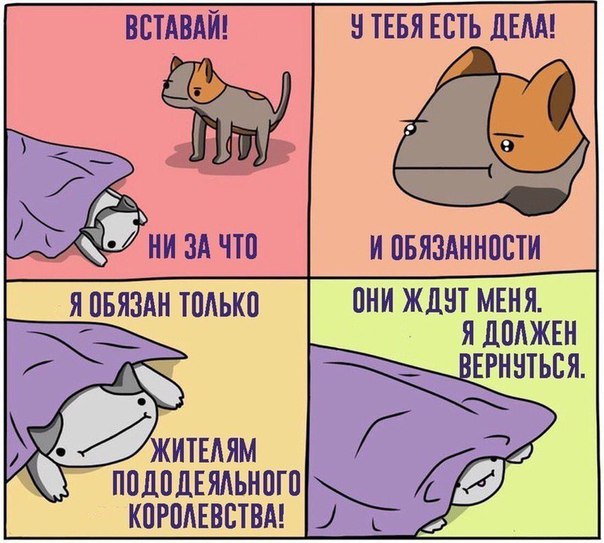 ВСТАВАЙ!
НИ ЗА ЧТО
У ТЕБЯ ЕСТЬ ДЕЛА!
И ОБЯЗАННОСТИ
Я ОБЯЗАН ТОЛЬКО
ЖИТЕЛЯМ
ПОДОДЕЯЛЬНОГО
КОРОЛЕВСТВА!
ОНИ ЖДУТ МЕНЯ.
Я ДОЛЖЕН
ВЕРНУТЬСЯ.